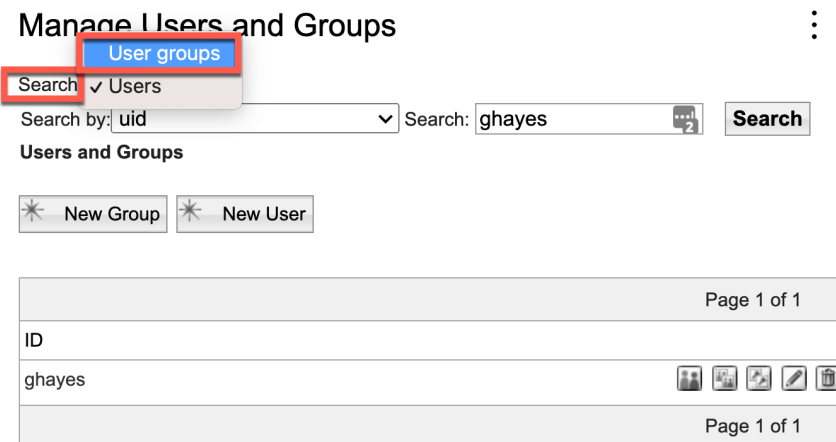 Manage Users and Groups
User groups
Search
✓ Users
Search by: uid Search: ghayes 2 Search
Users and Groups
New Group New User
Page 1 of 1
ID
ghayes
Page 1 of 1